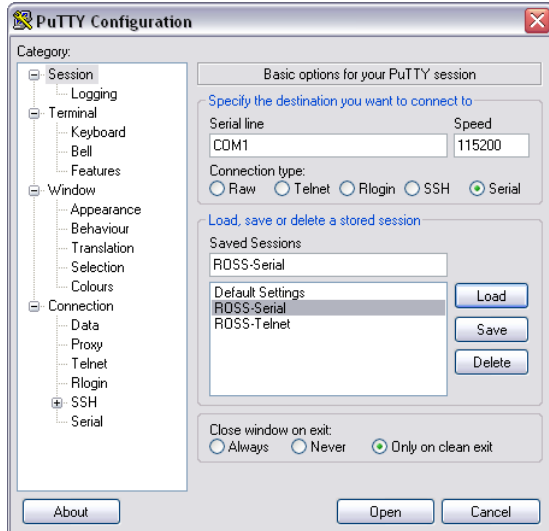 PuTTY Configuration
Category:
Session
Logging
Terminal
Keyboard
Bell
Features
Window
Appearance
Behaviour
Translation
Selection
Colours
Connection
Data
Proxy
Telnet
Rlogin
SSH
Serial
Basic options for your PuTTY session
Specify the destination you want to connect to
Serial line Speed
COM1 115200
Connection type:
Raw Telnet Rlogin SSH Serial
Load, save or delete a stored session
Saved Sessions
ROSS-Serial
Default Settings
ROSS-Serial
ROSS-Telnet
Load
Save
Delete
Close window on exit:
Always Never Only on clean exit
About Open Cancel